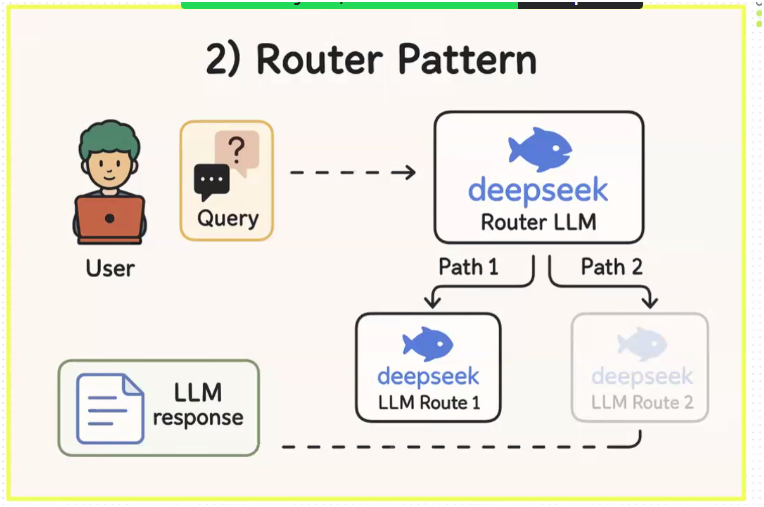 2) Router Pattern
?
...
Query
User
deepseek
Router LLM
Path 1
Path 2
deepseek
LLM Route 1
deepseek
LLM Route 2
LLM
response